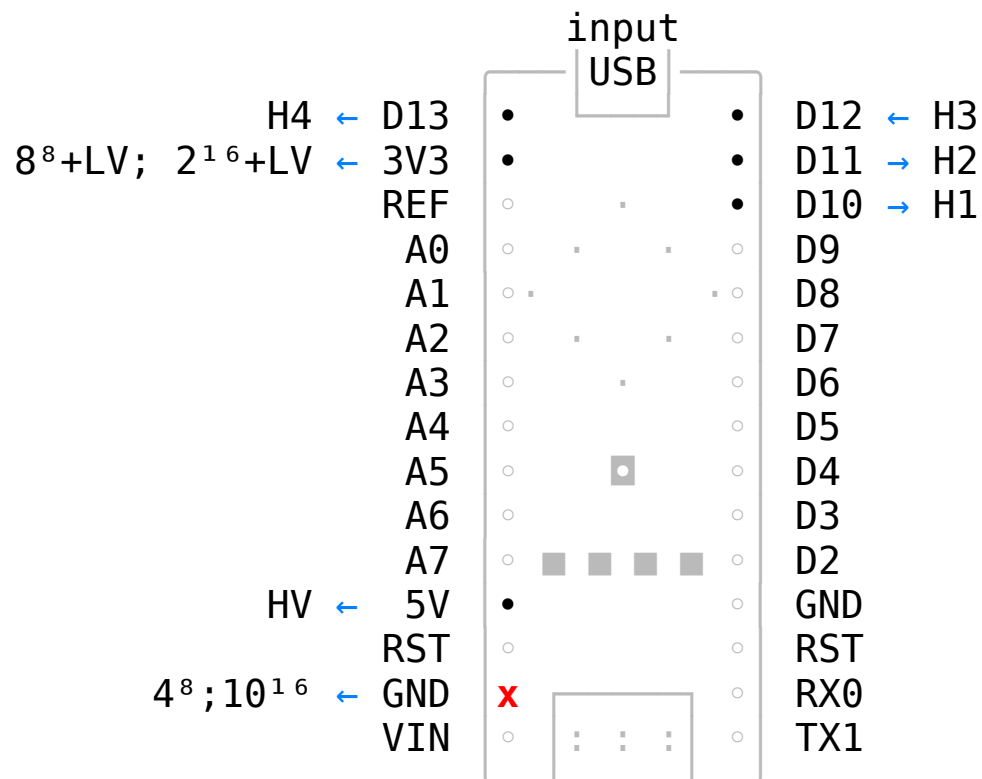 input
USB
H4 ← D13 D12 ← H3
8⁸+LV; 2¹⁶+LV ← 3V3 D11 → H2
REF D10 → H1
A0 D9
A1 D8
A2 D7
A3 D6
A4 D5
A5 D4
A6 D3
A7 D2
HV ← 5V GND
RST RST
4⁸;10¹⁶ ← GND x RX0
VIN TX1